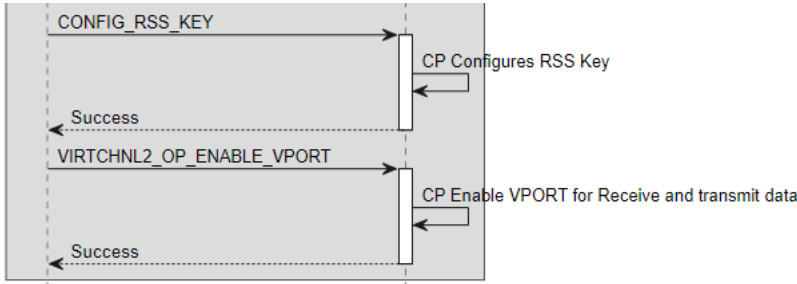 CONFIG_RSS_KEY
CP Configures RSS Key
Success
VIRTCHNL2_OP_ENABLE_VPORT
CP Enable VPORT for Receive and transmit data
Success